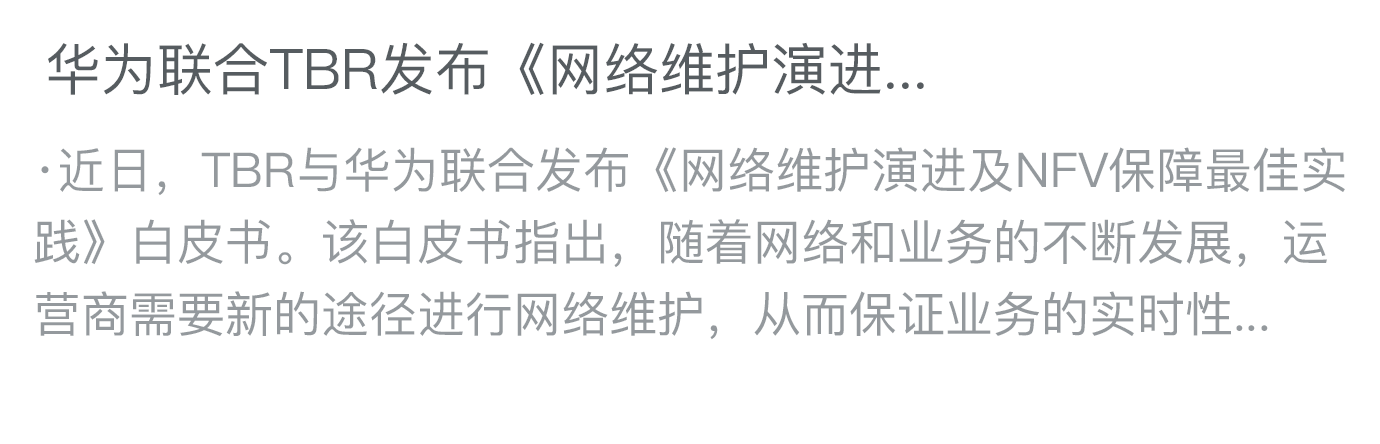 华为联合TBR发布《网络维护演进...
·近日，TBR与华为联合发布《网络维护演进及NFV保障最佳实
践》白皮书。该白皮书指出，随着网络和业务的不断发展，运
营商需要新的途径进行网络维护，从而保证业务的实时性...